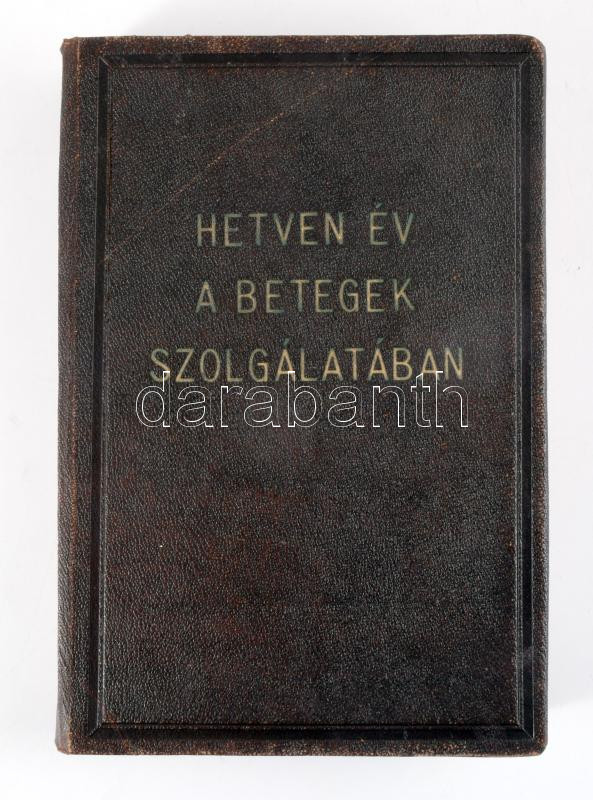 HETVEN ÉV
A BETEGEK
SZOLGÁLATÁBAN
darabanth